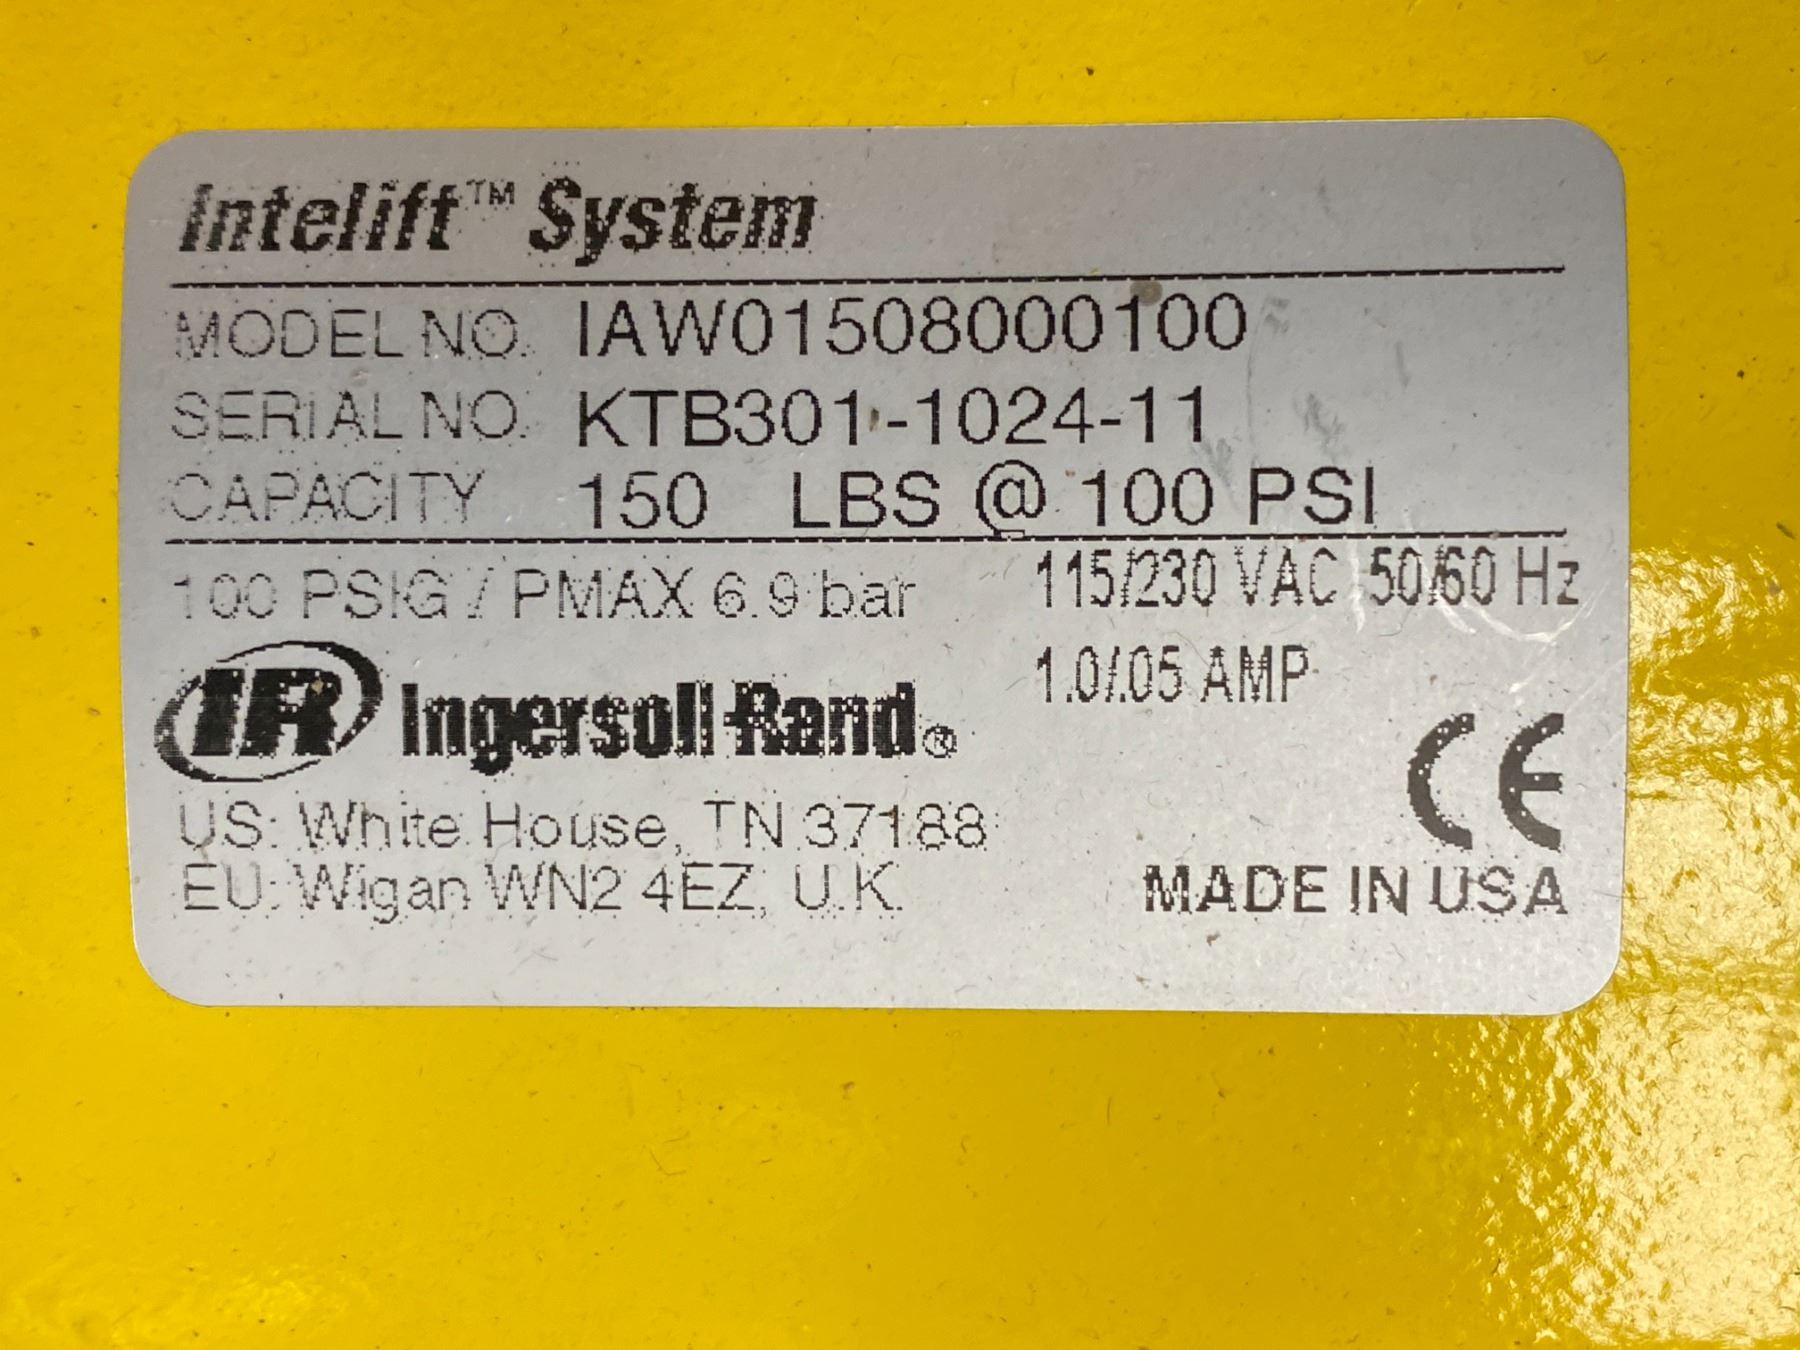 Intelift™ System
MODEL NO. IAW01508000100
SERIAL NO. KTB301-1024-11
CAPACITY 150 LBS @ 100 PSI
100 PSIG / PMAX 6.9 bar
115/230 VAC 50/60 Hz
1.0/.05 AMP
IR Ingersoll-Rand®
US: White House, TN 37188
EU: Wigan WN2 4EZ, U.K.
CE
MADE IN USA